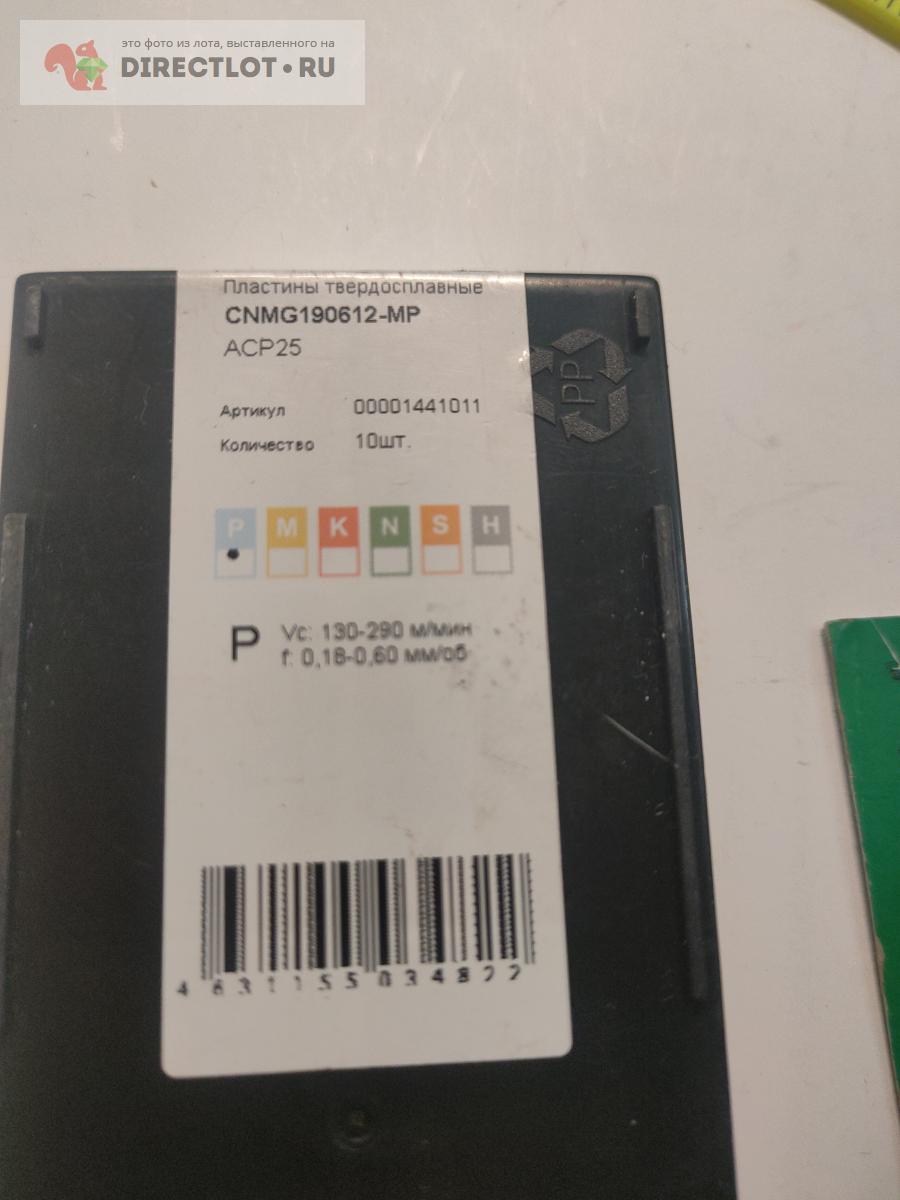 это фото из лота, выставленного на
DIRECTLOT•RU
Пластины твердосплавные
CNMG190612-MP
ACP25
Артикул 00001441011
Количество 10шт.
P M K N S H
P Vc: 130-290 м/мин
f: 0,18-0,60 мм/об
4 631155 034822
PP